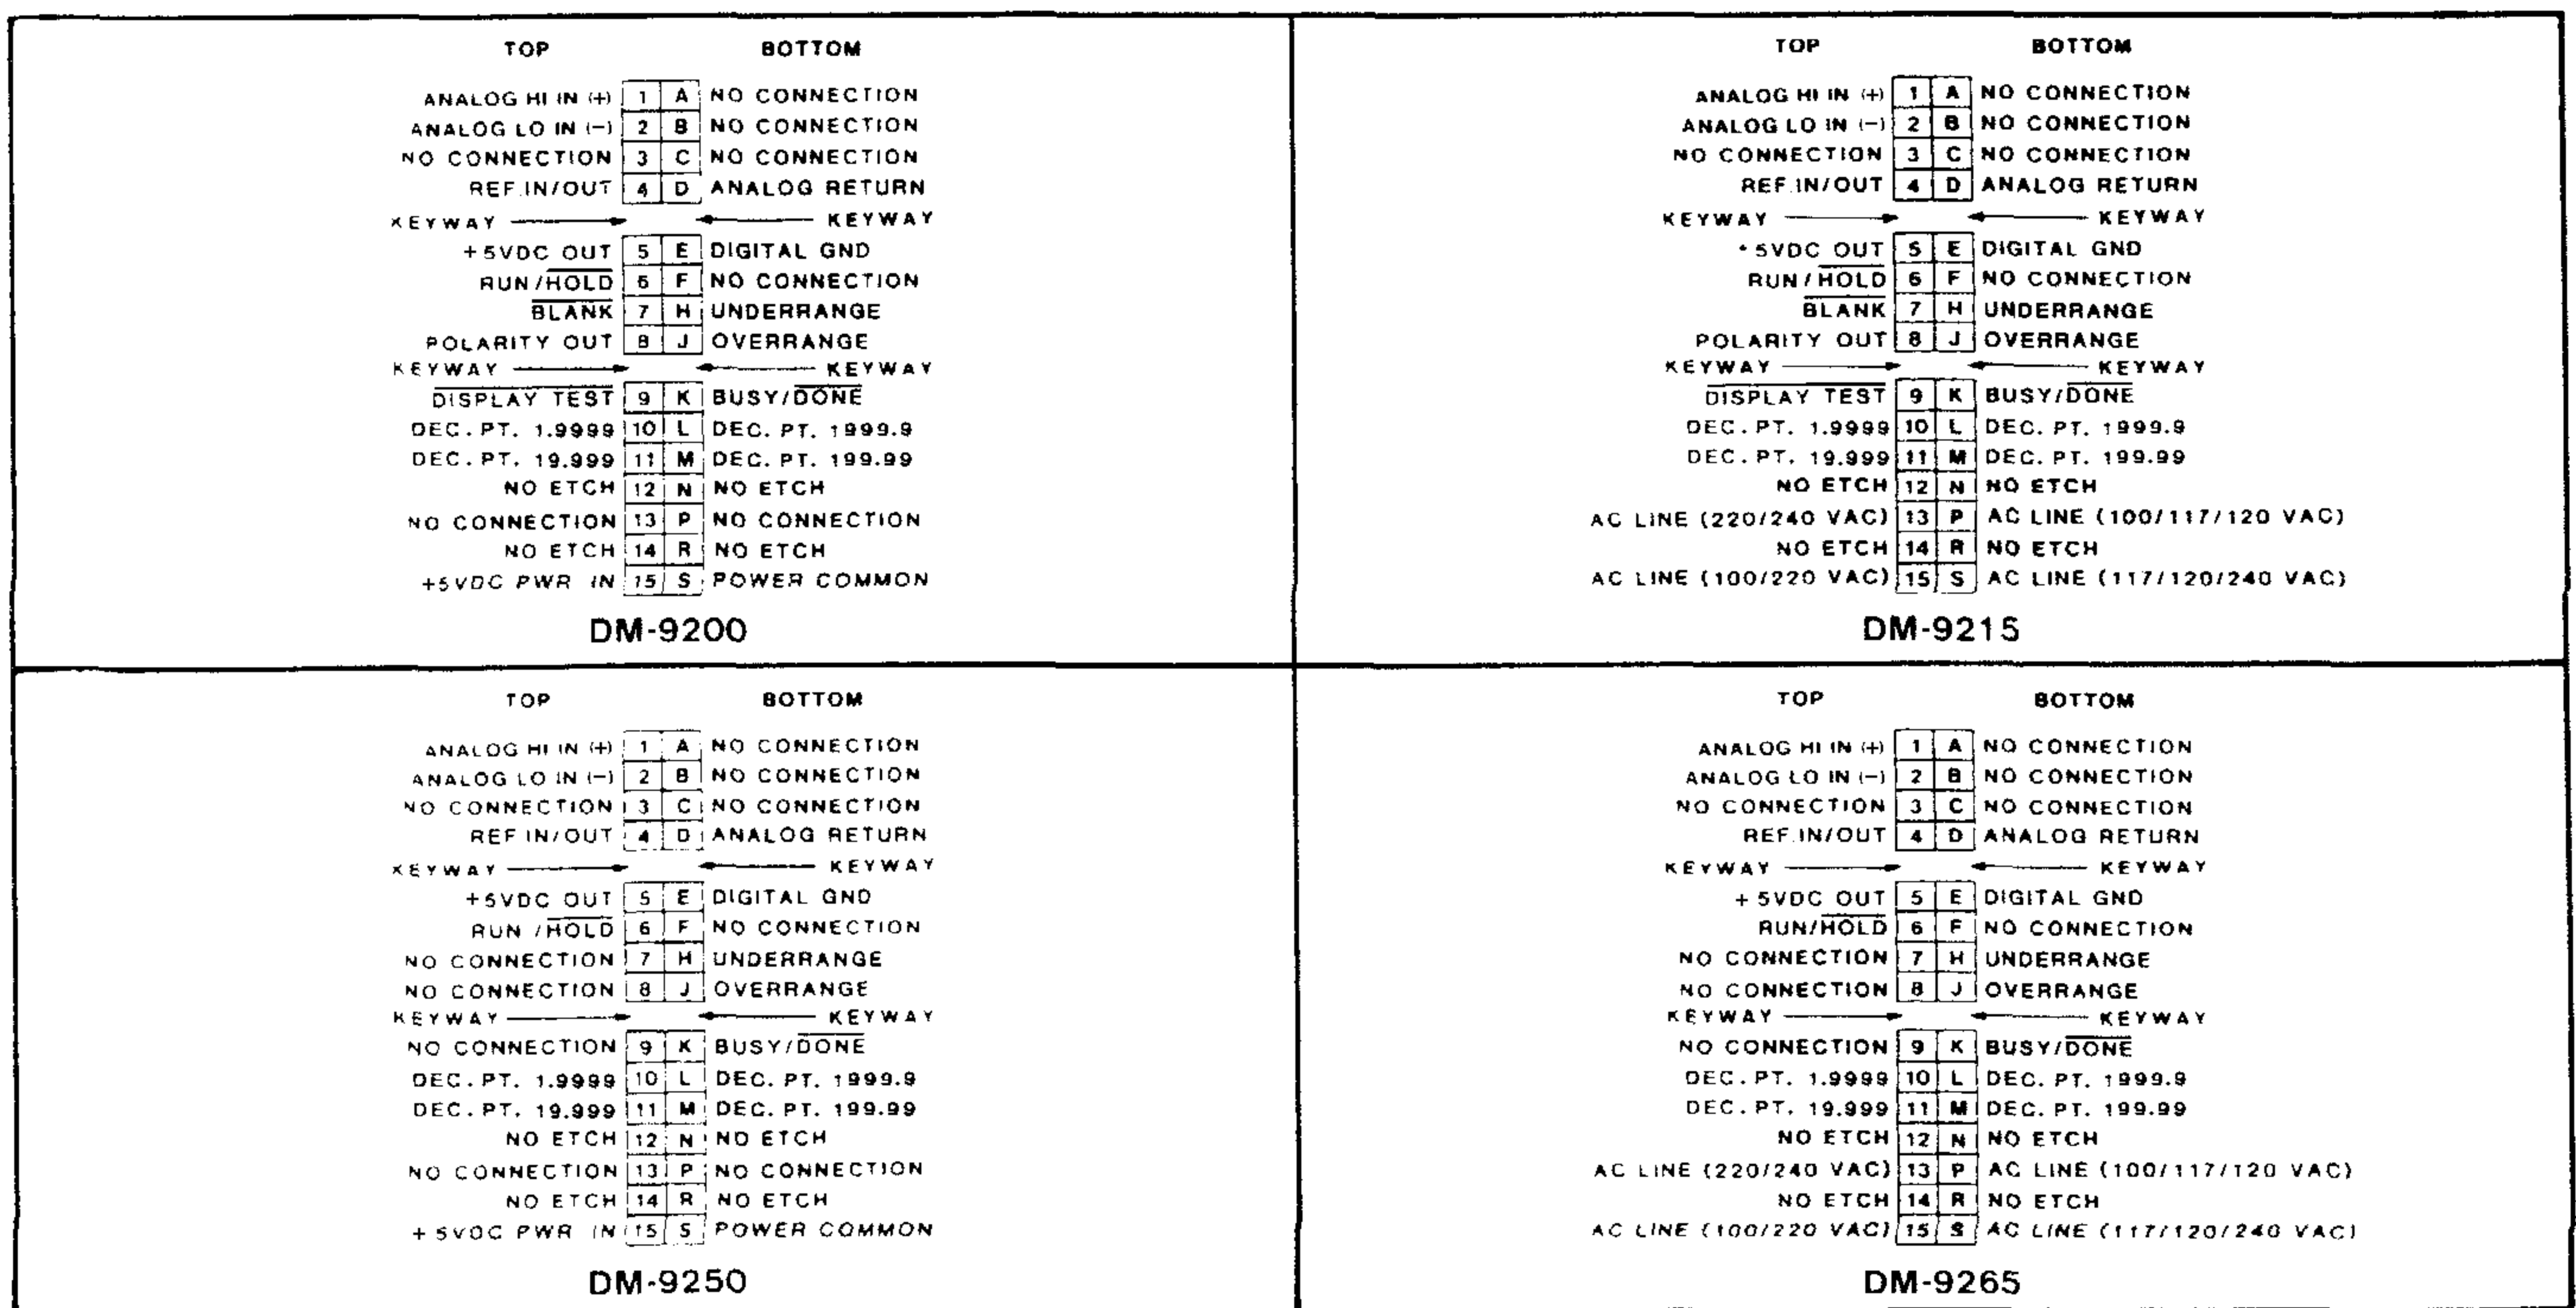 TOP BOTTOM
ANALOG HI IN (+) 1 A NO CONNECTION
ANALOG LO IN (−) 2 B NO CONNECTION
NO CONNECTION 3 C NO CONNECTION
REF.IN/OUT 4 D ANALOG RETURN
KEYWAY KEYWAY
+5VDC OUT 5 E DIGITAL GND
RUN/HOLD 6 F NO CONNECTION
BLANK 7 H UNDERRANGE
POLARITY OUT 8 J OVERRANGE
KEYWAY KEYWAY
DISPLAY TEST 9 K BUSY/DONE
DEC. PT. 1.9999 10 L DEC. PT. 1999.9
DEC. PT. 19.999 11 M DEC. PT. 199.99
NO ETCH 12 N NO ETCH
NO CONNECTION 13 P NO CONNECTION
NO ETCH 14 R NO ETCH
+5VDC PWR IN 15 S POWER COMMON
DM-9200
TOP BOTTOM
ANALOG HI IN (+) 1 A NO CONNECTION
ANALOG LO IN (−) 2 B NO CONNECTION
NO CONNECTION 3 C NO CONNECTION
REF.IN/OUT 4 D ANALOG RETURN
KEYWAY KEYWAY
+5VDC OUT 5 E DIGITAL GND
RUN/HOLD 6 F NO CONNECTION
BLANK 7 H UNDERRANGE
POLARITY OUT 8 J OVERRANGE
KEYWAY KEYWAY
DISPLAY TEST 9 K BUSY/DONE
DEC. PT. 1.9999 10 L DEC. PT. 1999.9
DEC. PT. 19.999 11 M DEC. PT. 199.99
NO ETCH 12 N NO ETCH
AC LINE (220/240 VAC) 13 P AC LINE (100/117/120 VAC)
NO ETCH 14 R NO ETCH
AC LINE (100/220 VAC) 15 S AC LINE (117/120/240 VAC)
DM-9215
TOP BOTTOM
ANALOG HI IN (+) 1 A NO CONNECTION
ANALOG LO IN (−) 2 B NO CONNECTION
NO CONNECTION 3 C NO CONNECTION
REF.IN/OUT 4 D ANALOG RETURN
KEYWAY KEYWAY
+5VDC OUT 5 E DIGITAL GND
RUN/HOLD 6 F NO CONNECTION
NO CONNECTION 7 H UNDERRANGE
NO CONNECTION 8 J OVERRANGE
KEYWAY KEYWAY
NO CONNECTION 9 K BUSY/DONE
DEC. PT. 1.9999 10 L DEC. PT. 1999.9
DEC. PT. 19.999 11 M DEC. PT. 199.99
NO ETCH 12 N NO ETCH
NO CONNECTION 13 P NO CONNECTION
NO ETCH 14 R NO ETCH
+5VDC PWR IN 15 S POWER COMMON
DM-9250
TOP BOTTOM
ANALOG HI IN (+) 1 A NO CONNECTION
ANALOG LO IN (−) 2 B NO CONNECTION
NO CONNECTION 3 C NO CONNECTION
REF.IN/OUT 4 D ANALOG RETURN
KEYWAY KEYWAY
+5VDC OUT 5 E DIGITAL GND
RUN/HOLD 6 F NO CONNECTION
NO CONNECTION 7 H UNDERRANGE
NO CONNECTION 8 J OVERRANGE
KEYWAY KEYWAY
NO CONNECTION 9 K BUSY/DONE
DEC. PT. 1.9999 10 L DEC. PT. 1999.9
DEC. PT. 19.999 11 M DEC. PT. 199.99
NO ETCH 12 N NO ETCH
AC LINE (220/240 VAC) 13 P AC LINE (100/117/120 VAC)
NO ETCH 14 R NO ETCH
AC LINE (100/220 VAC) 15 S AC LINE (117/120/240 VAC)
DM-9265